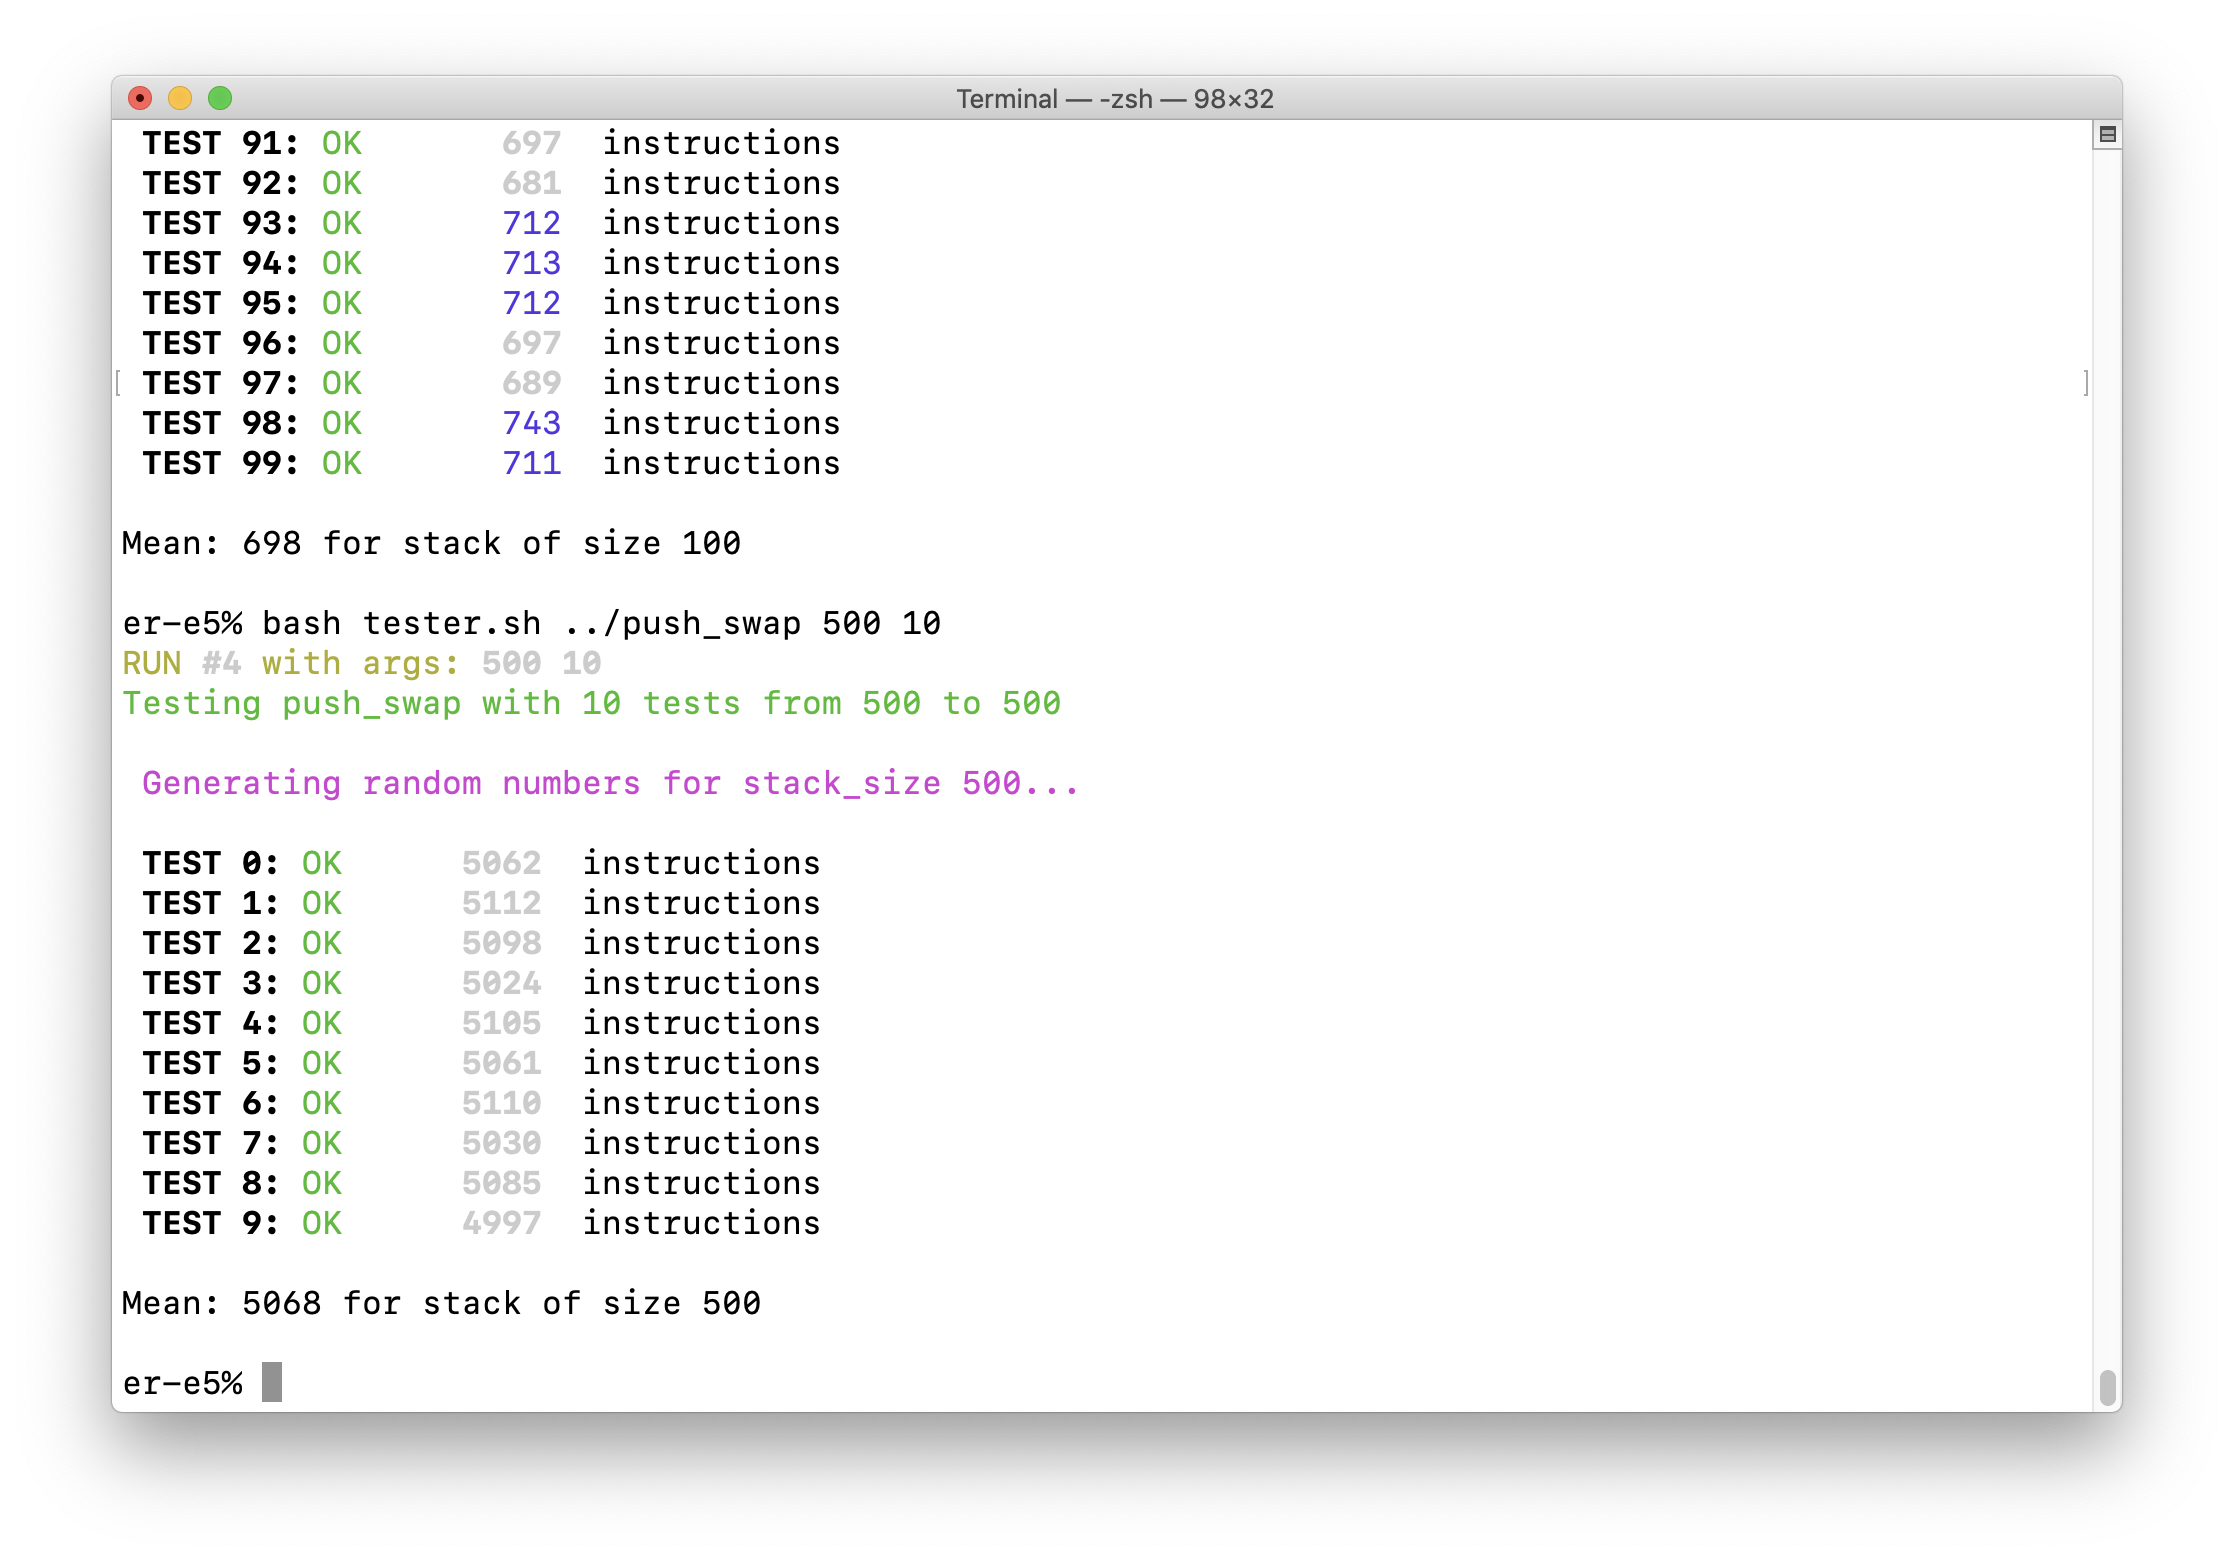 Terminal — -zsh — 98×32
TEST 91: OK 697 instructions
TEST 92: OK 681 instructions
TEST 93: OK 712 instructions
TEST 94: OK 713 instructions
TEST 95: OK 712 instructions
TEST 96: OK 697 instructions
[ TEST 97: OK 689 instructions ]
TEST 98: OK 743 instructions
TEST 99: OK 711 instructions
Mean: 698 for stack of size 100
er-e5% bash tester.sh ../push_swap 500 10
RUN #4 with args: 500 10
Testing push_swap with 10 tests from 500 to 500
Generating random numbers for stack_size 500...
TEST 0: OK 5062 instructions
TEST 1: OK 5112 instructions
TEST 2: OK 5098 instructions
TEST 3: OK 5024 instructions
TEST 4: OK 5105 instructions
TEST 5: OK 5061 instructions
TEST 6: OK 5110 instructions
TEST 7: OK 5030 instructions
TEST 8: OK 5085 instructions
TEST 9: OK 4997 instructions
Mean: 5068 for stack of size 500
er-e5%